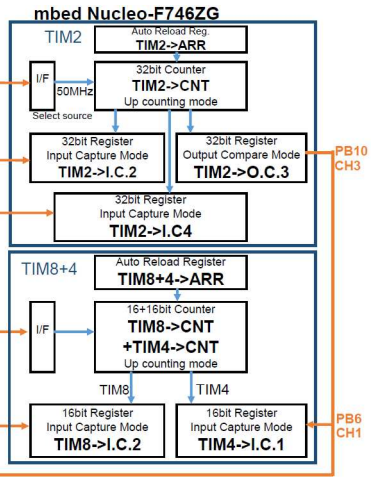 mbed Nucleo-F746ZG
TIM2
Auto Reload Reg.
TIM2->ARR
I/F
50MHz
Select source
32bit Counter
TIM2->CNT
Up counting mode
32bit Register
Input Capture Mode
TIM2->I.C.2
32bit Register
Output Compare Mode
TIM2->O.C.3
PB10
CH3
32bit Register
Input Capture Mode
TIM2->I.C4
TIM8+4
Auto Reload Register
TIM8+4->ARR
I/F
16+16bit Counter
TIM8->CNT
+TIM4->CNT
Up counting mode
TIM8
TIM4
16bit Register
Input Capture Mode
TIM8->I.C.2
16bit Register
Input Capture Mode
TIM4->I.C.1
PB6
CH1